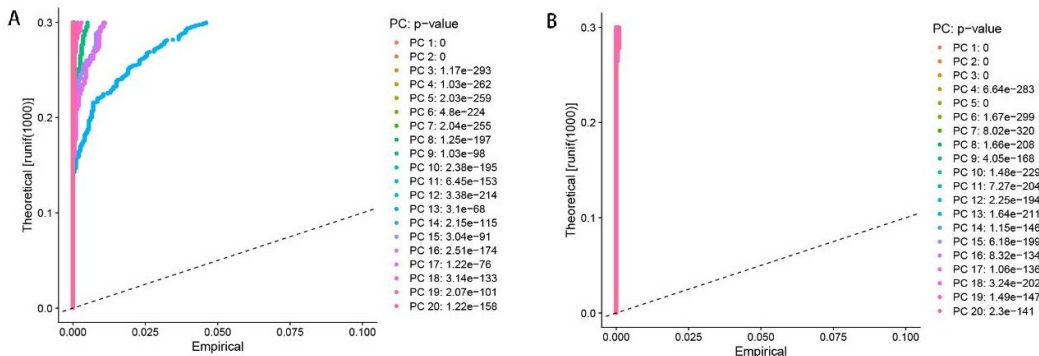 A
Theoretical [runif(1000)]
0.3
0.2
0.1
0.0
0.000
0.025
0.050
0.075
0.100
Empirical
PC: p-value
PC 1: 0
PC 2: 0
PC 3: 1.17e−293
PC 4: 1.03e−262
PC 5: 2.03e−259
PC 6: 4.8e−224
PC 7: 2.04e−255
PC 8: 1.25e−197
PC 9: 1.03e−98
PC 10: 2.38e−195
PC 11: 6.45e−153
PC 12: 3.38e−214
PC 13: 3.1e−68
PC 14: 2.15e−115
PC 15: 3.04e−91
PC 16: 2.51e−174
PC 17: 1.22e−76
PC 18: 3.14e−133
PC 19: 2.07e−101
PC 20: 1.22e−158
B
Theoretical [runif(1000)]
0.3
0.2
0.1
0.0
0.000
0.025
0.050
0.075
0.100
Empirical
PC: p-value
PC 1: 0
PC 2: 0
PC 3: 0
PC 4: 6.64e−283
PC 5: 0
PC 6: 1.67e−299
PC 7: 8.02e−320
PC 8: 1.66e−208
PC 9: 4.05e−168
PC 10: 1.48e−229
PC 11: 7.27e−204
PC 12: 2.25e−194
PC 13: 1.64e−211
PC 14: 1.15e−146
PC 15: 6.18e−199
PC 16: 8.32e−134
PC 17: 1.06e−136
PC 18: 3.24e−202
PC 19: 1.49e−147
PC 20: 2.3e−141